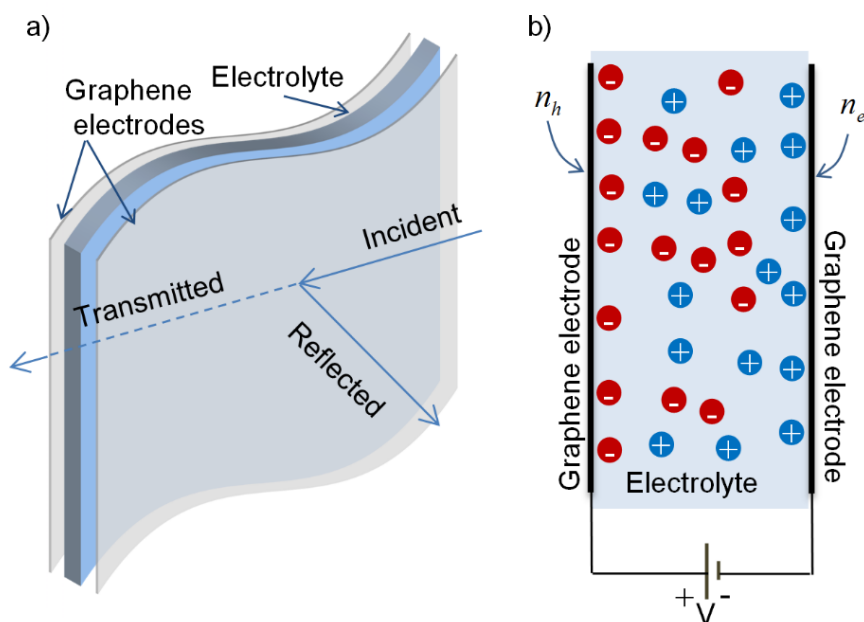 a)
Graphene
electrodes
Electrolyte
Incident
Transmitted
Reflected
b)
n_h
n_e
Graphene electrode
Graphene electrode
Electrolyte
+ -
V